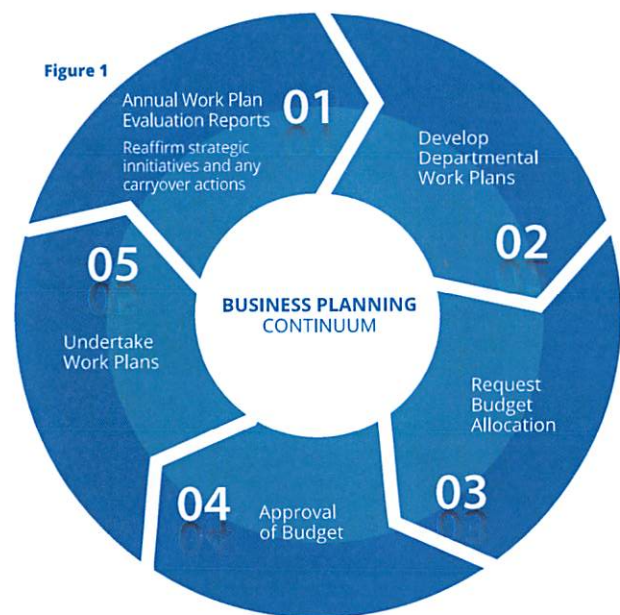 Figure 1
Annual Work Plan
Evaluation Reports
Reaffirm strategic
innitiatives and any
carryover actions
01
Develop
Departmental
Work Plans
02
Request
Budget
Allocation
03
04
Approval
of Budget
05
Undertake
Work Plans
BUSINESS PLANNING
CONTINUUM